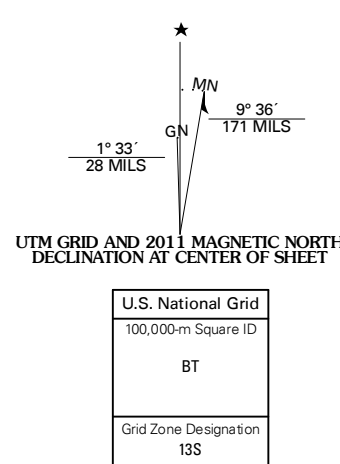 ★
MN
9° 36´
171 MILS
GN
1° 33´
28 MILS
UTM GRID AND 2011 MAGNETIC NORTH
DECLINATION AT CENTER OF SHEET
U.S. National Grid
100,000-m Square ID
BT
Grid Zone Designation
13S